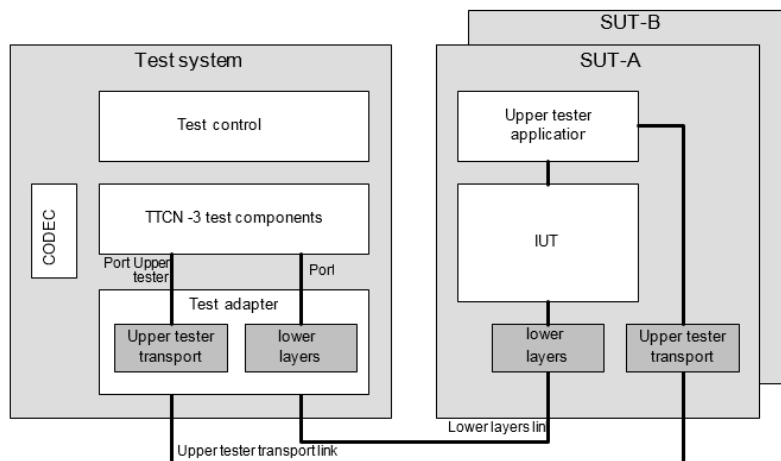 SUT-B
Test system
SUT-A
Test control
Upper tester
applicatior
CODEC
TTCN -3 test components
IUT
Port Upper
tester
Porl
Test adapter
Upper tester
transport
lower
layers
lower
layers
Upper tester
transport
Lower layers lin
Upper tester transport link